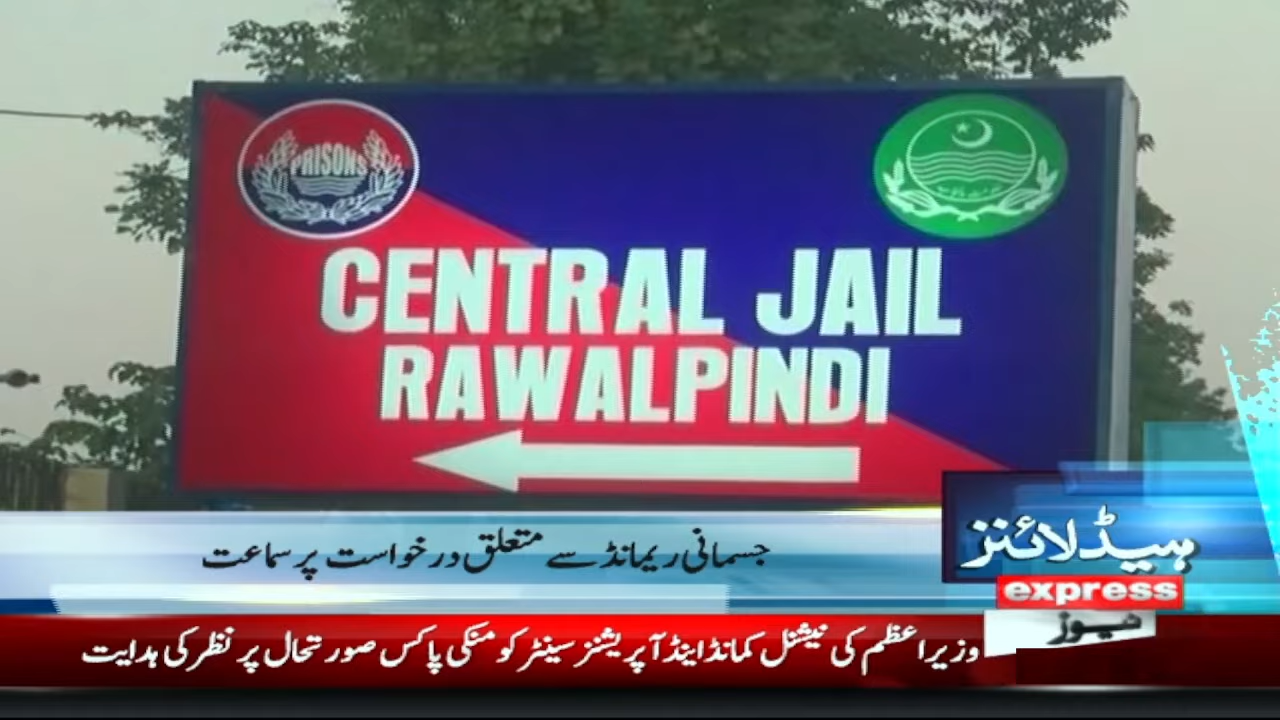 PRISONS
CENTRAL JAIL
RAWALPINDI
جسمانی ریمانڈ سے متعلق درخواست پر سماعت
ہیڈلائنز
express
نیوز
وزیراعظم کی نیشنل کمانڈ اینڈ آپریشنز سینٹر کو منکی پاکس صورتحال پر نظر کی ہدایت